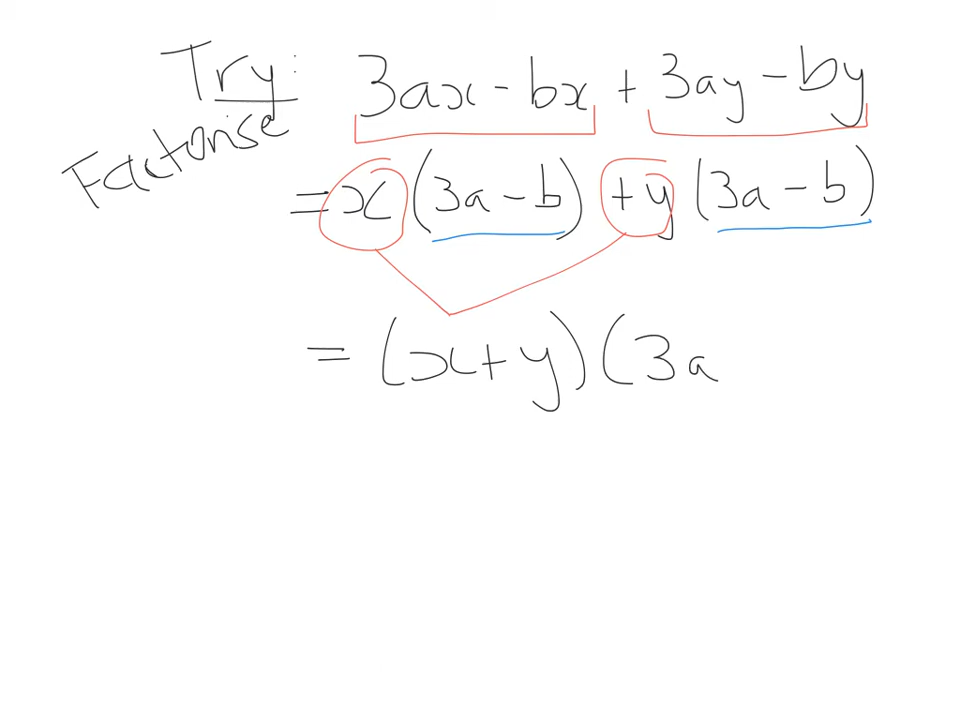 Try: 3ax - bx + 3ay - by
Factorise
= x (3a - b) + y (3a - b)
= (x + y) (3a